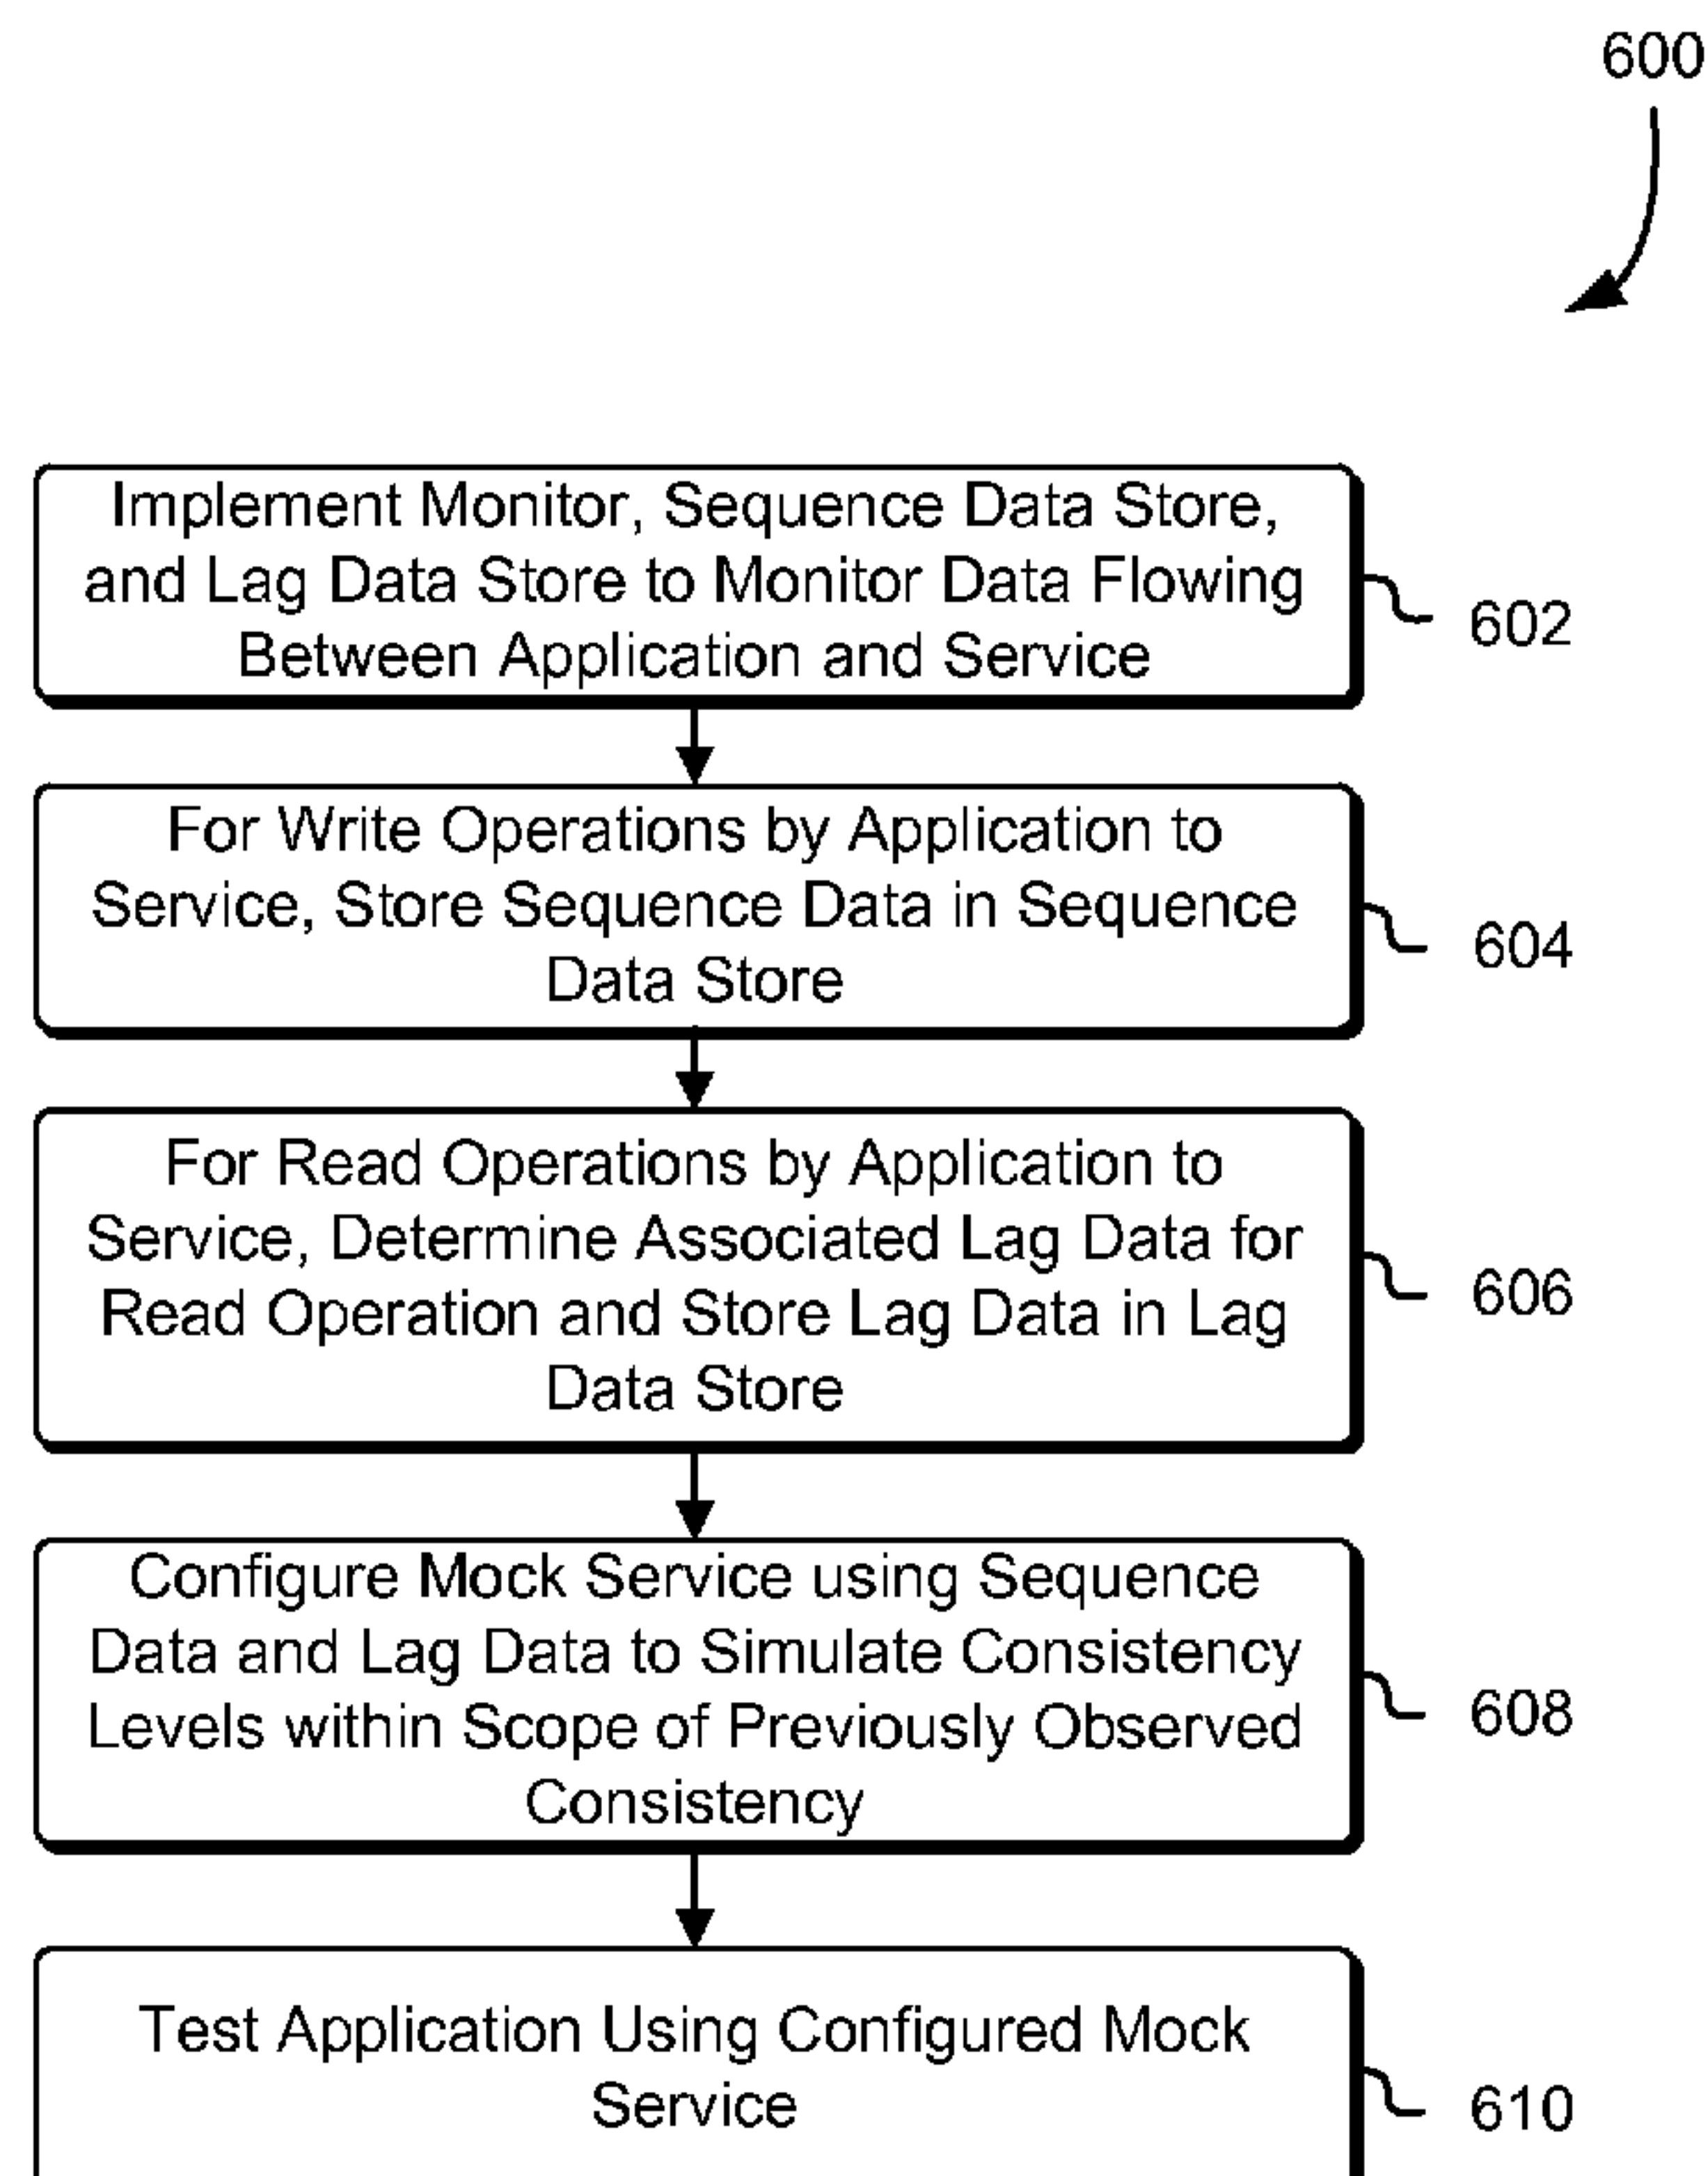 600
Implement Monitor, Sequence Data Store,
and Lag Data Store to Monitor Data Flowing
Between Application and Service
602
For Write Operations by Application to
Service, Store Sequence Data in Sequence
Data Store
604
For Read Operations by Application to
Service, Determine Associated Lag Data for
Read Operation and Store Lag Data in Lag
Data Store
606
Configure Mock Service using Sequence
Data and Lag Data to Simulate Consistency
Levels within Scope of Previously Observed
Consistency
608
Test Application Using Configured Mock
Service
610